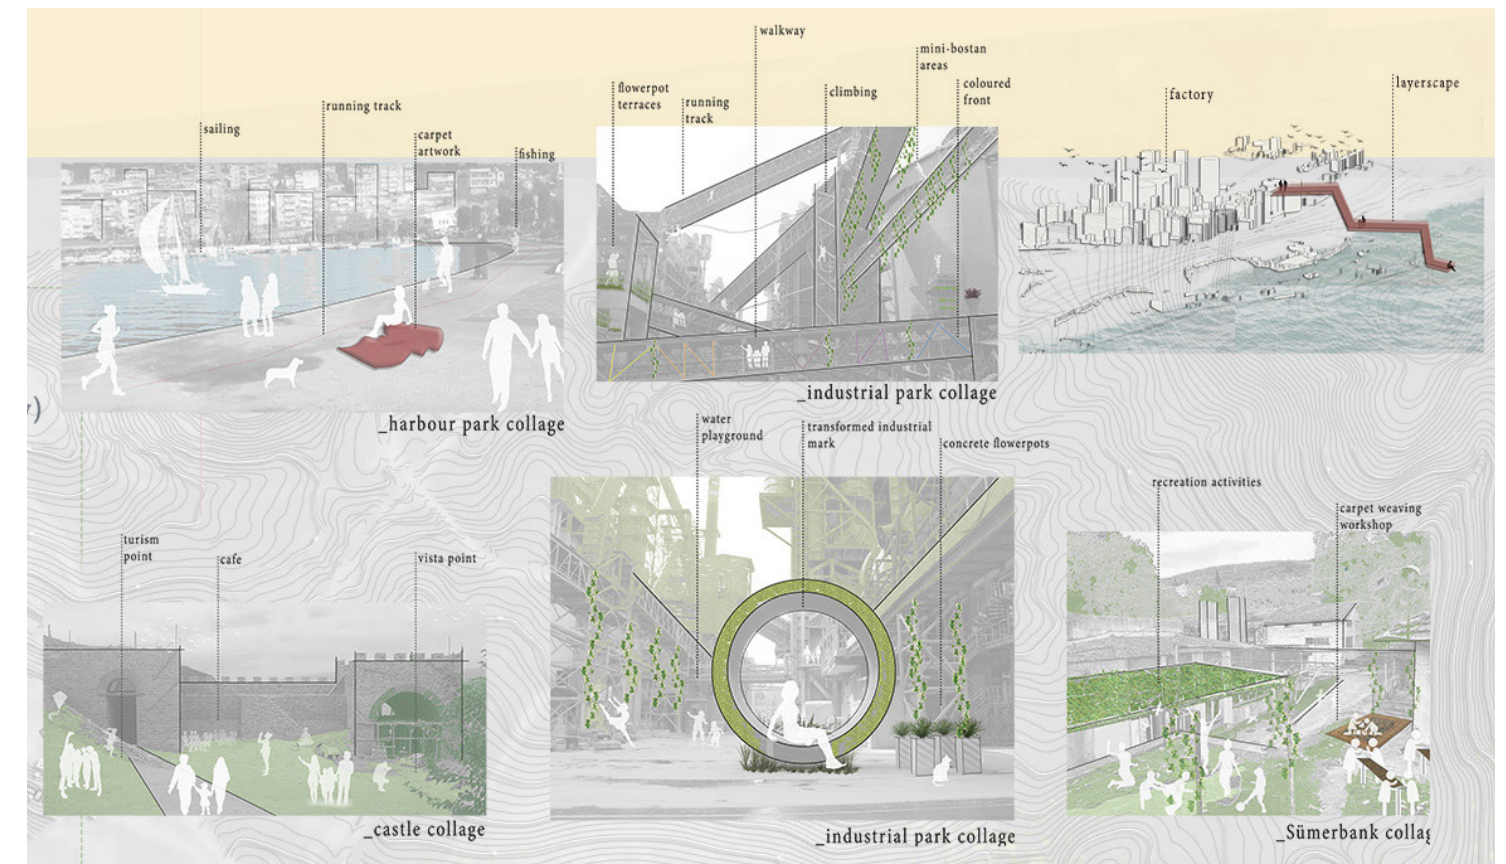 walkway
mini-bostan
areas
flowerpot
terraces
running
track
climbing
coloured
front
factory
layerscape
running track
sailing
carpet
artwork
fishing
_industrial park collage
_harbour park collage
water
playground
transformed industrial
mark
concrete flowerpots
recreation activities
carpet weaving
workshop
turism
point
cafe
vista point
_castle collage
_industrial park collage
_Sümerbank collag